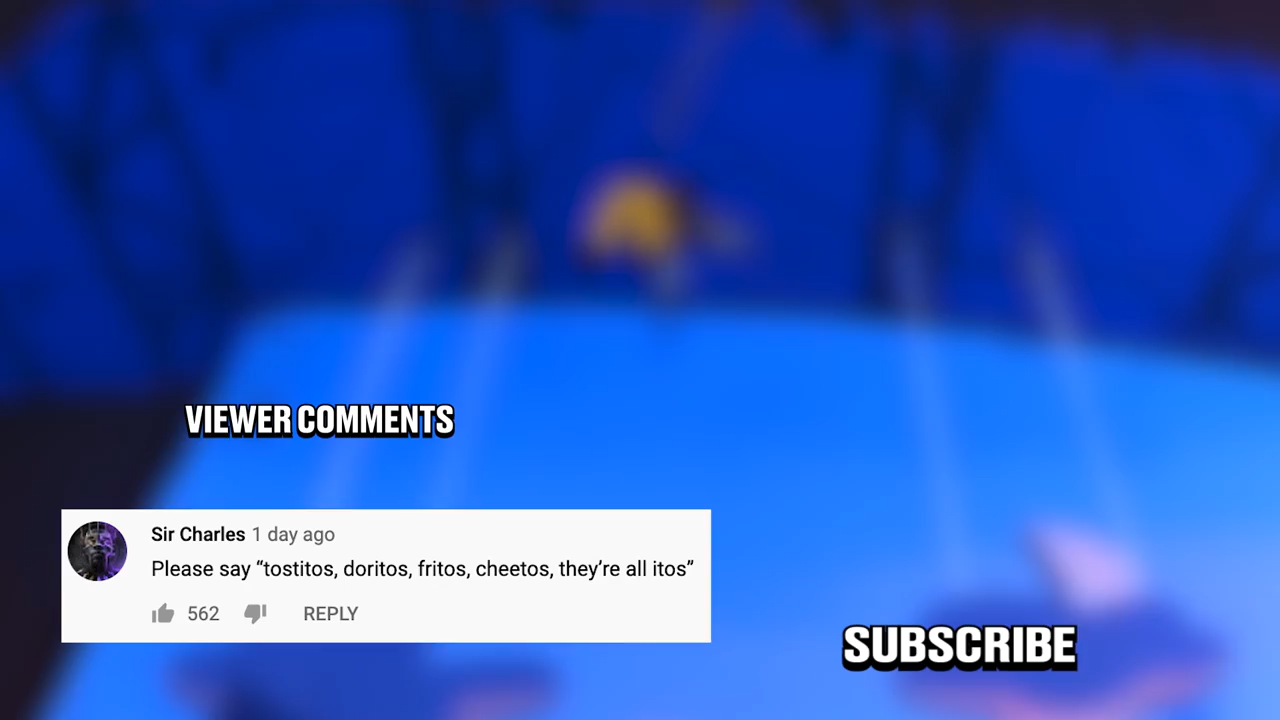 VIEWER COMMENTS
Sir Charles 1 day ago
Please say “tostitos, doritos, fritos, cheetos, they’re all itos”
562 REPLY
SUBSCRIBE